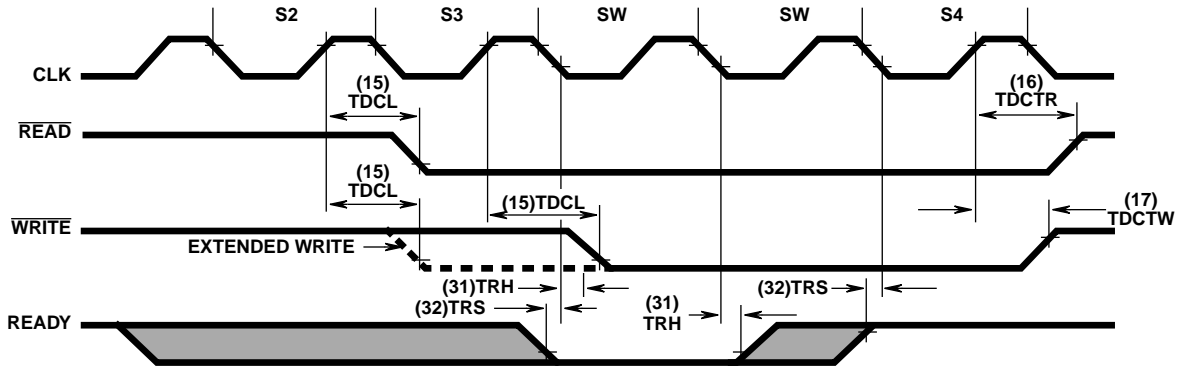 S2 S3 SW SW S4
CLK
(15)
TDCL
(16)
TDCTR
READ
(15)
TDCL
(15)TDCL
(17)
TDCTW
WRITE
EXTENDED WRITE
(31)TRH
(32)TRS
(31)
TRH
(32)TRS
READY